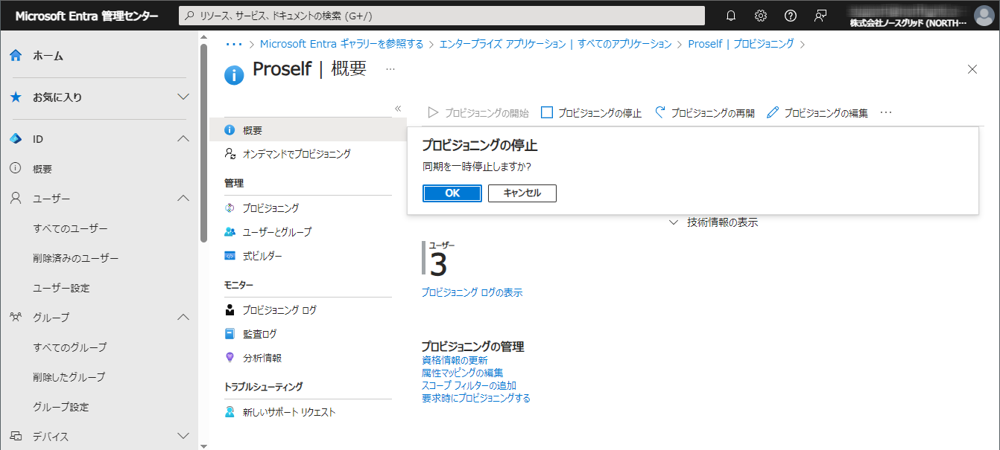 Microsoft Entra 管理センター
リソース、サービス、ドキュメントの検索 (G+/)
株式会社ノースグリッド (NORTH…
ホーム
お気に入り
ID
概要
ユーザー
すべてのユーザー
削除済みのユーザー
ユーザー設定
グループ
すべてのグループ
削除したグループ
グループ設定
デバイス
… > Microsoft Entra ギャラリーを参照する > エンタープライズ アプリケーション | すべてのアプリケーション > Proself | プロビジョニング >
Proself | 概要 …
«
概要
オンデマンドでプロビジョニング
管理
プロビジョニング
ユーザーとグループ
式ビルダー
モニター
プロビジョニング ログ
監査ログ
分析情報
トラブルシューティング
新しいサポート リクエスト
プロビジョニングの開始 プロビジョニングの停止 プロビジョニングの再開 プロビジョニングの編集 …
プロビジョニングの停止
同期を一時停止しますか?
OK キャンセル
技術情報の表示
ユーザー
3
プロビジョニング ログの表示
プロビジョニングの管理
資格情報の更新
属性マッピングの編集
スコープ フィルターの追加
要求時にプロビジョニングする